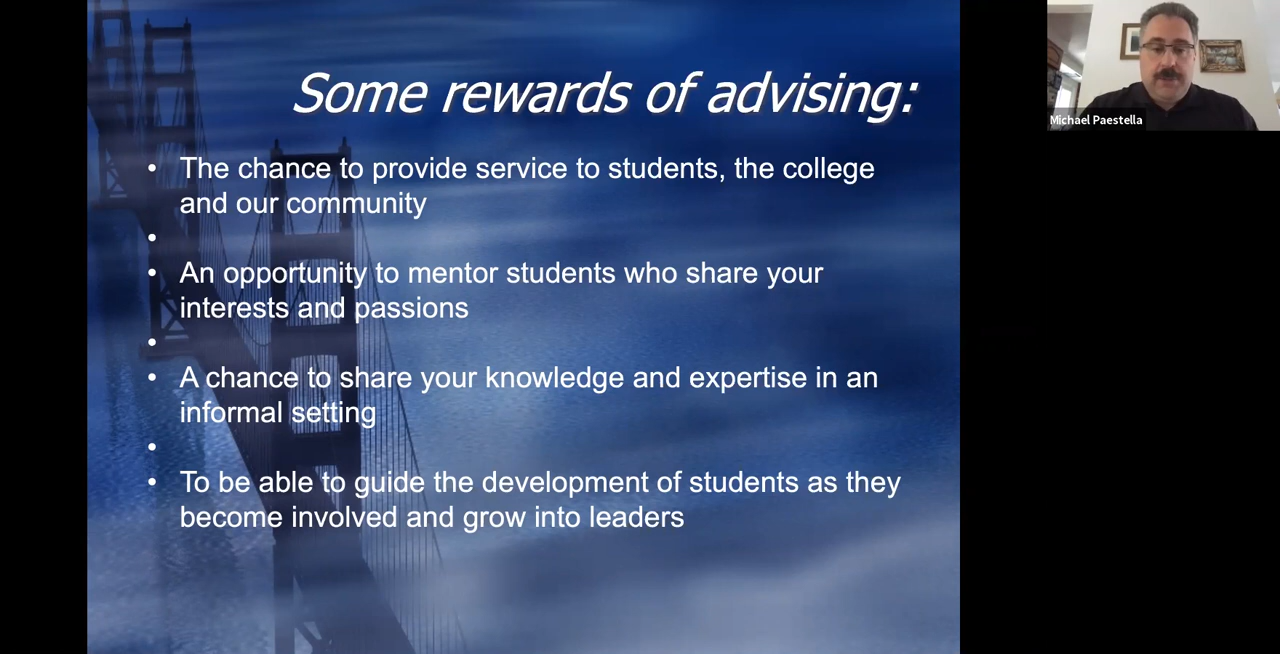 Some rewards of advising:
• The chance to provide service to students, the college
and our community
•
• An opportunity to mentor students who share your
interests and passions
•
• A chance to share your knowledge and expertise in an
informal setting
•
• To be able to guide the development of students as they
become involved and grow into leaders
Michael Paestella